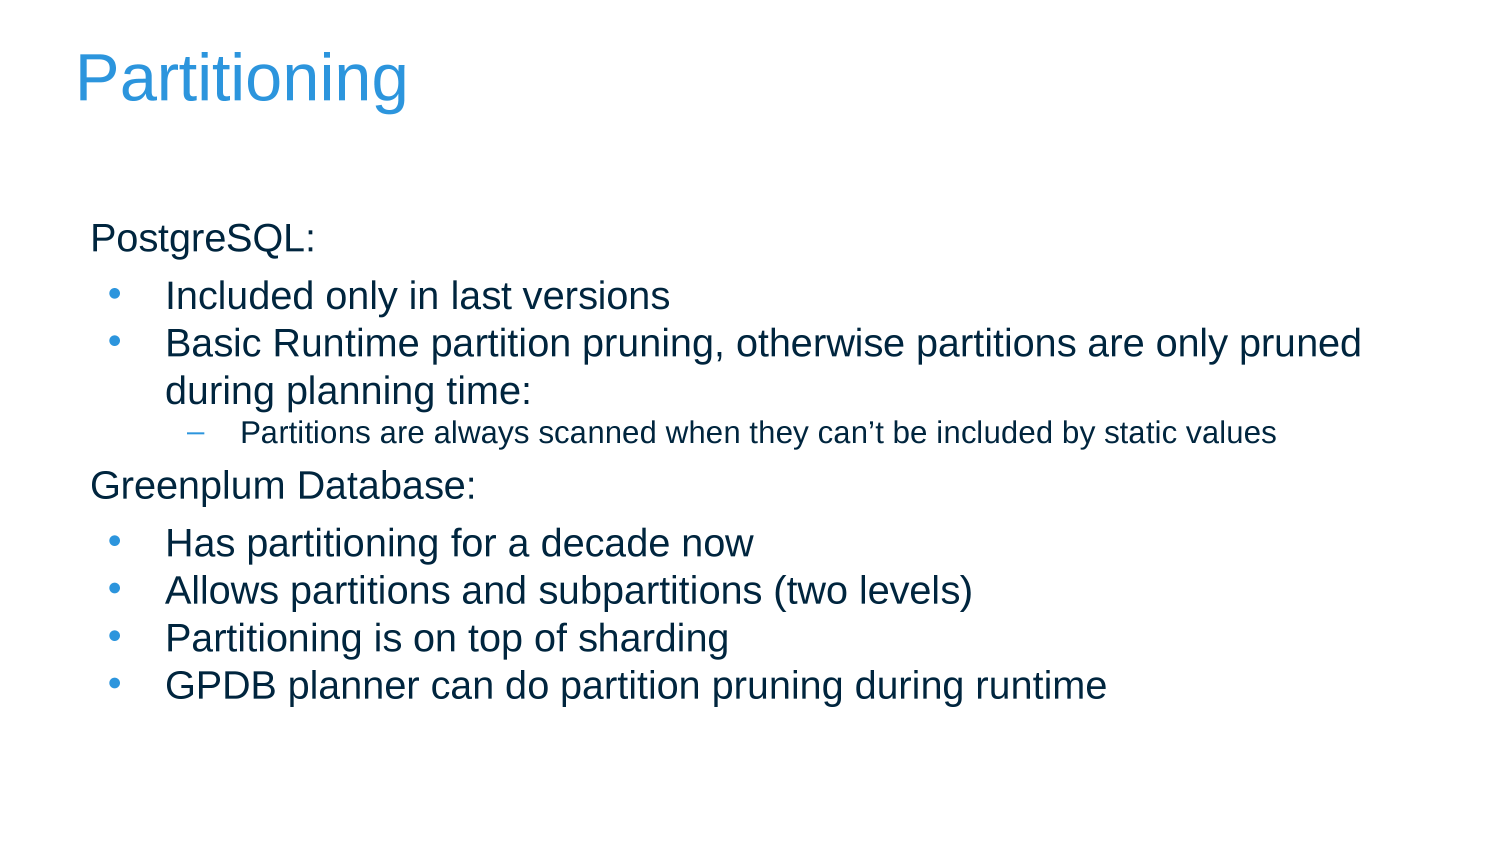 Partitioning
PostgreSQL:
• Included only in last versions
• Basic Runtime partition pruning, otherwise partitions are only pruned
during planning time:
– Partitions are always scanned when they can’t be included by static values
Greenplum Database:
• Has partitioning for a decade now
• Allows partitions and subpartitions (two levels)
• Partitioning is on top of sharding
• GPDB planner can do partition pruning during runtime